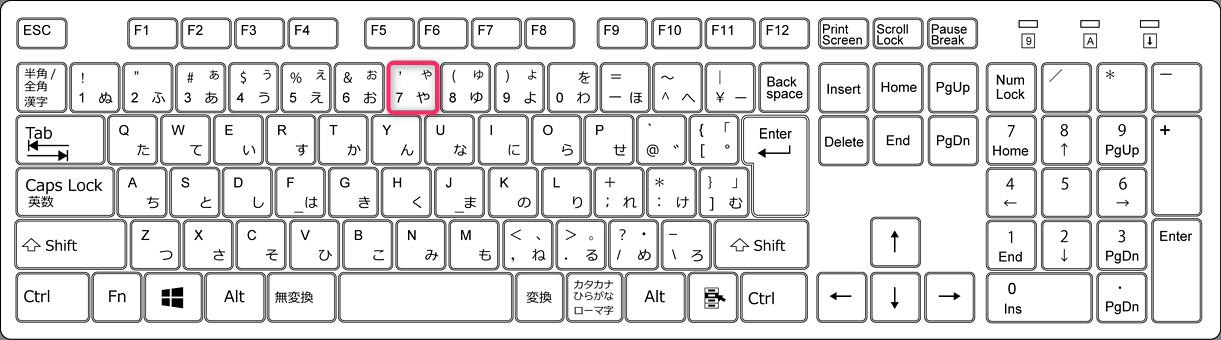 ESC F1 F2 F3 F4 F5 F6 F7 F8 F9 F10 F11 F12 Print Screen Scroll Lock Pause Break 9 A ⬇
半角/全角 漢字 ! 1 ぬ " 2 ふ # ぁ 3 あ $ ぅ 4 う % ぇ 5 え & ぉ 6 お ' ゃ 7 や ( ゅ 8 ゆ ) ょ 9 よ を 0 わ = ー ほ ~ ^ へ | ¥ ー Back space Insert Home PgUp Num Lock / * −
Tab Q た W て E い R す T か Y ん U な I に O ら P せ ` @ ゛ { 「 [ ゜ Enter Delete End PgDn 7 Home 8 ↑ 9 PgUp +
Caps Lock 英数 A ち S と D し F _は G き H く J _ま K の L り + ; れ * : け } 」 ] む 4 ← 5 6 →
Shift Z つ X さ C そ V ひ B こ N み M も < 、 , ね > 。 . る ? ・ / め _ \ ろ Shift ↑ 1 End 2 ↓ 3 PgDn Enter
Ctrl Fn Alt 無変換 変換 カタカナ ひらがな ローマ字 Alt Ctrl ← ↓ → 0 Ins . PgDn